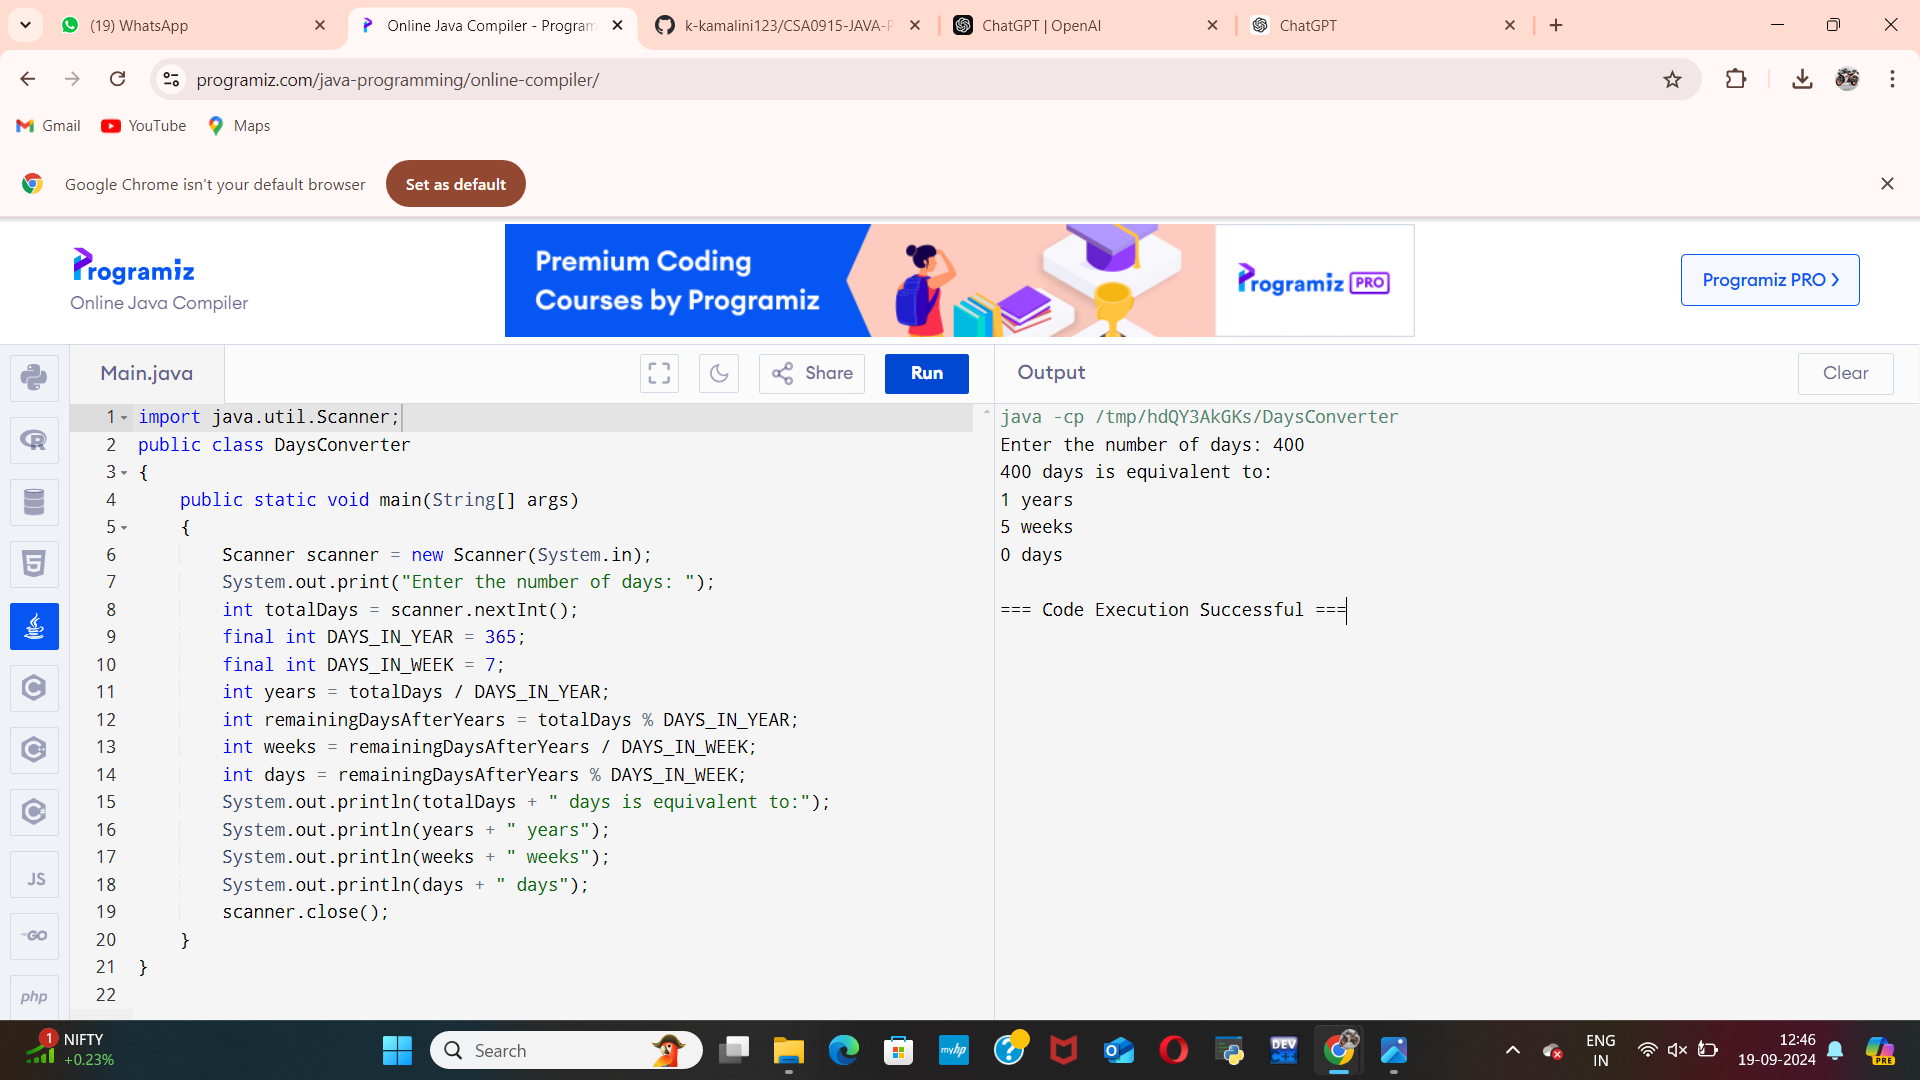 (19) WhatsApp
Online Java Compiler - Program
k-kamalini123/CSA0915-JAVA-P
ChatGPT | OpenAI
ChatGPT
programiz.com/java-programming/online-compiler/
Gmail
YouTube
Maps
Google Chrome isn't your default browser
Set as default
Programiz
Online Java Compiler
Premium Coding
Courses by Programiz
Programiz PRO
Programiz PRO
Main.java
Share
Run
Output
Clear
1 import java.util.Scanner;
2 public class DaysConverter
3 {
4 public static void main(String[] args)
5 {
6 Scanner scanner = new Scanner(System.in);
7 System.out.print("Enter the number of days: ");
8 int totalDays = scanner.nextInt();
9 final int DAYS_IN_YEAR = 365;
10 final int DAYS_IN_WEEK = 7;
11 int years = totalDays / DAYS_IN_YEAR;
12 int remainingDaysAfterYears = totalDays % DAYS_IN_YEAR;
13 int weeks = remainingDaysAfterYears / DAYS_IN_WEEK;
14 int days = remainingDaysAfterYears % DAYS_IN_WEEK;
15 System.out.println(totalDays + " days is equivalent to:");
16 System.out.println(years + " years");
17 System.out.println(weeks + " weeks");
18 System.out.println(days + " days");
19 scanner.close();
20 }
21 }
22
java -cp /tmp/hdQY3AkGKs/DaysConverter
Enter the number of days: 400
400 days is equivalent to:
1 years
5 weeks
0 days
=== Code Execution Successful ===
R
5
C
C
C
JS
GO
php
1
NIFTY
+0.23%
Search
myhp
DEV
C++
ENG
IN
12:46
19-09-2024
PRE